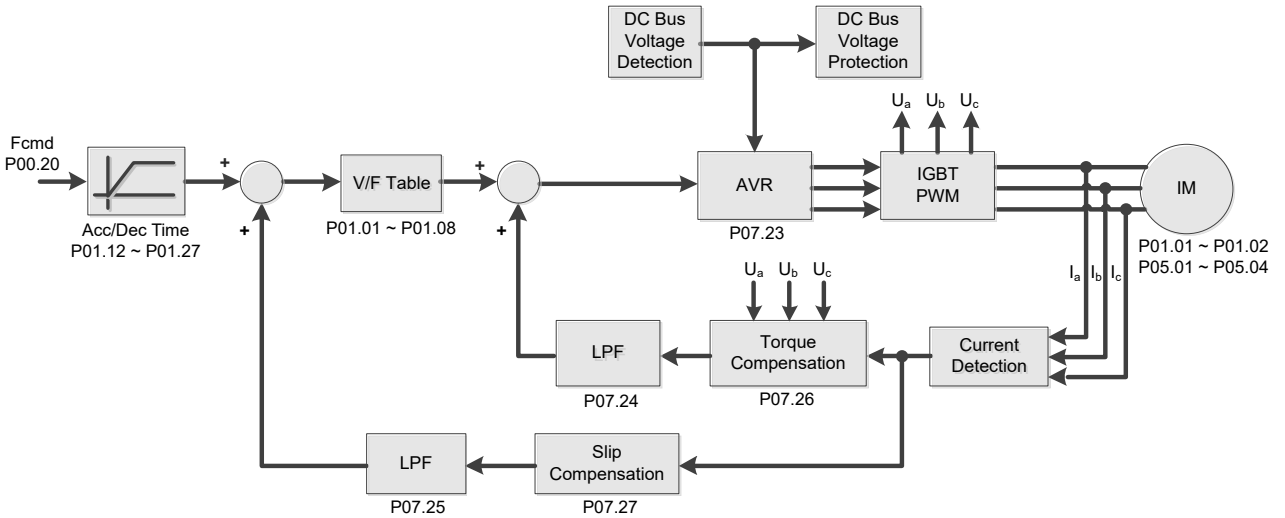 DC Bus
Voltage
Detection
DC Bus
Voltage
Protection
Ua
Ub
Uc
Fcmd
P00.20
+
+
V/F Table
AVR
IGBT
PWM
IM
Acc/Dec Time
P01.12 ~ P01.27
P01.01 ~ P01.08
P07.23
P01.01 ~ P01.02
P05.01 ~ P05.04
+
+
Ua
Ub
Uc
Ia
Ib
Ic
LPF
Torque
Compensation
Current
Detection
P07.24
P07.26
LPF
Slip
Compensation
P07.25
P07.27